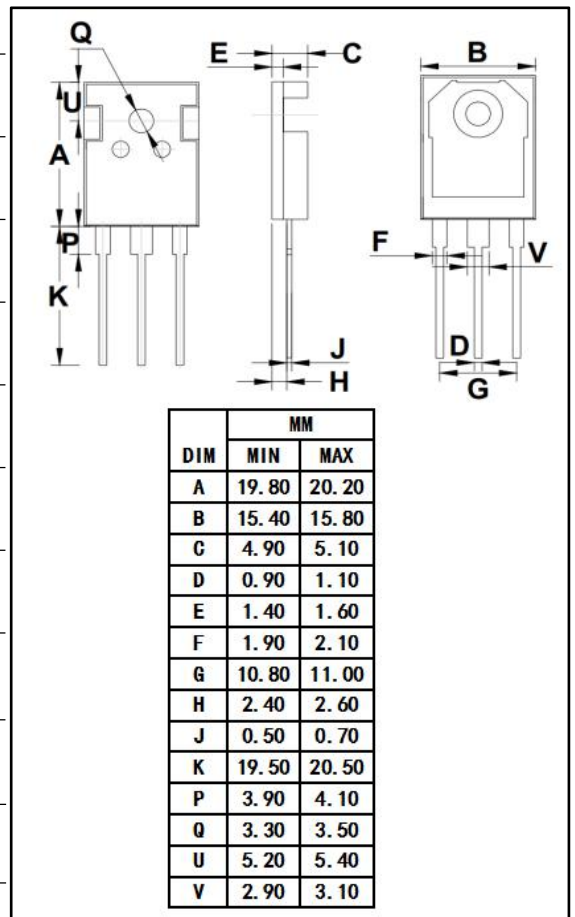 Q
E C B
U
A
P
F V
K
J D
H G
MM
DIM MIN MAX
A 19.80 20.20
B 15.40 15.80
C 4.90 5.10
D 0.90 1.10
E 1.40 1.60
F 1.90 2.10
G 10.80 11.00
H 2.40 2.60
J 0.50 0.70
K 19.50 20.50
P 3.90 4.10
Q 3.30 3.50
U 5.20 5.40
V 2.90 3.10